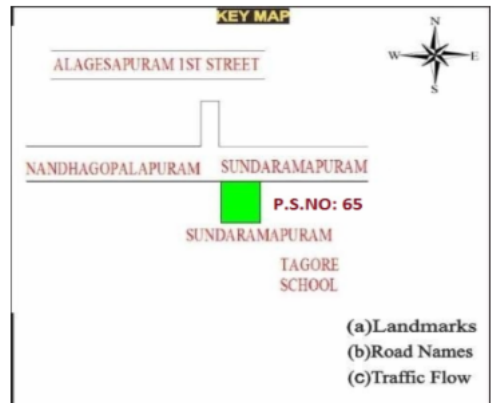 KEY MAP
N
W E
S
ALAGESAPURAM 1ST STREET
NANDHAGOPALAPURAM SUNDARAMAPURAM
P.S.NO: 65
SUNDARAMAPURAM
TAGORE
SCHOOL
(a)Landmarks
(b)Road Names
(C)Traffic Flow